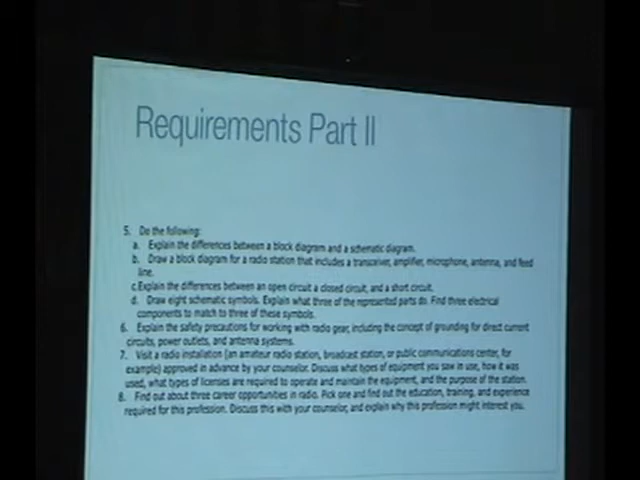 Requirements Part II
5. Do the following:
a. Explain the differences between a block diagram and a schematic diagram.
b. Draw a block diagram for a radio station that includes a transceiver, amplifier, microphone, antenna, and feed
line.
c.Explain the differences between an open circuit a closed circuit, and a short circuit.
d. Draw eight schematic symbols. Explain what three of the represented parts do. Find three electrical
components to match to three of these symbols.
6. Explain the safety precautions for working with radio gear, including the concept of grounding for direct current
circuits, power outlets, and antenna systems.
7. Visit a radio installation (an amateur radio station, broadcast station, or public communications center, for
example) approved in advance by your counselor. Discuss what types of equipment you saw in use, how it was
used, what types of licenses are required to operate and maintain the equipment, and the purpose of the station.
8. Find out about three career opportunities in radio. Pick one and find out the education, training, and experience
required for this profession. Discuss this with your counselor, and explain why this profession might interest you.